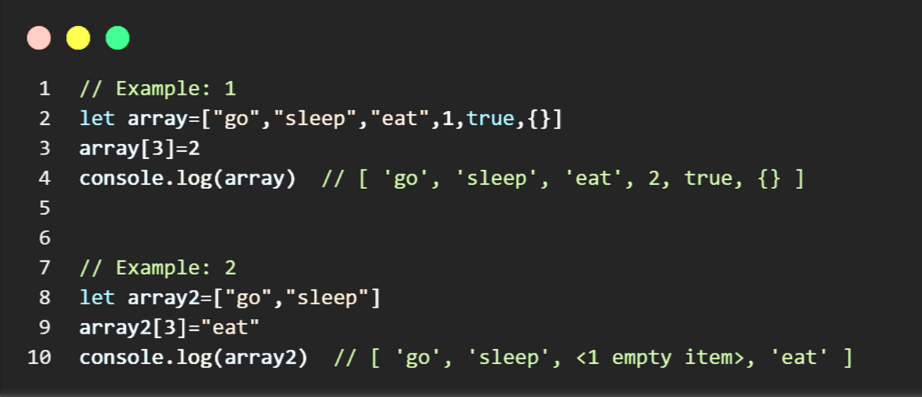 1 // Example: 1
2 let array=["go","sleep","eat",1,true,{}]
3 array[3]=2
4 console.log(array)  // [ 'go', 'sleep', 'eat', 2, true, {} ]
5
6
7 // Example: 2
8 let array2=["go","sleep"]
9 array2[3]="eat"
10 console.log(array2)  // [ 'go', 'sleep', <1 empty item>, 'eat' ]